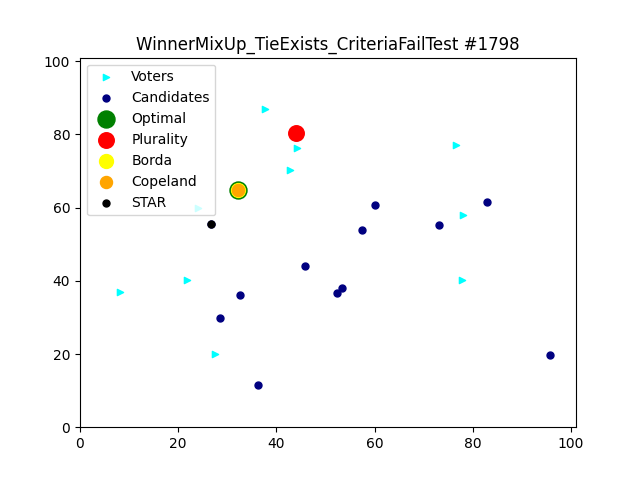 WinnerMixUp_TieExists_CriteriaFailTest #1798
100
80
60
40
20
0
Voters
Candidates
Optimal
Plurality
Borda
Copeland
STAR
0 20 40 60 80 100